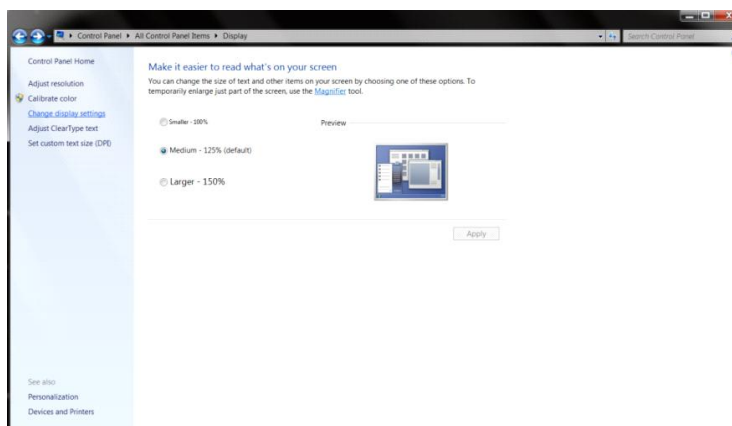 Control Panel ▸ All Control Panel Items ▸ Display
Search Control Panel
Control Panel Home
Adjust resolution
Calibrate color
Change display settings
Adjust ClearType text
Set custom text size (DPI)
Make it easier to read what's on your screen
You can change the size of text and other items on your screen by choosing one of these options. To
temporarily enlarge just part of the screen, use the Magnifier tool.
Smaller - 100%
Preview
Medium - 125% (default)
Larger - 150%
Apply
See also
Personalization
Devices and Printers